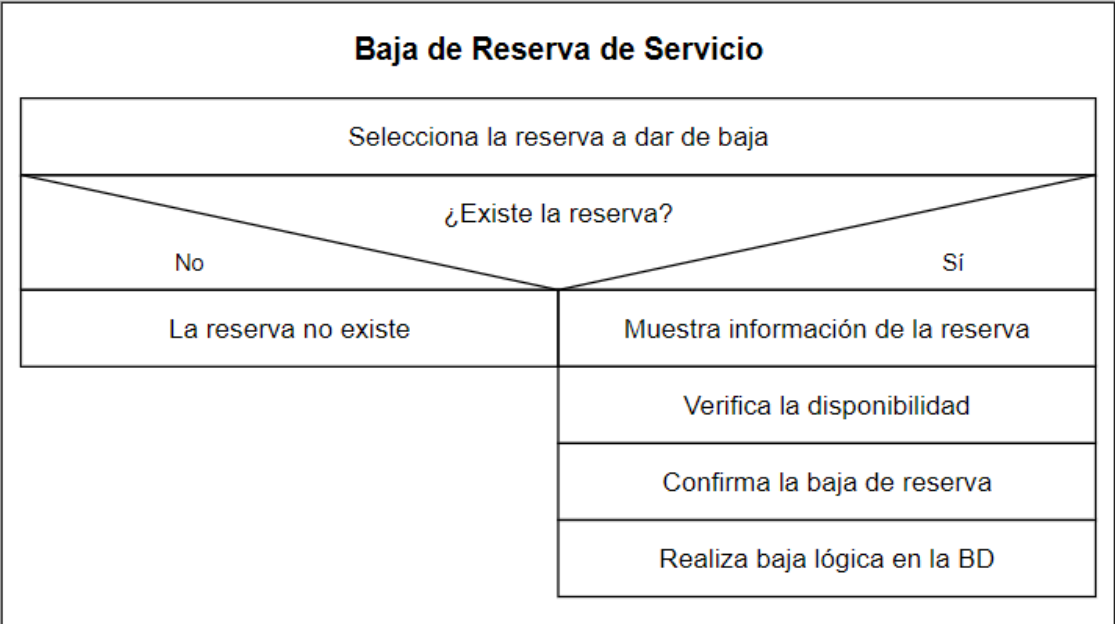 Baja de Reserva de Servicio
Selecciona la reserva a dar de baja
¿Existe la reserva?
No
Sí
La reserva no existe
Muestra información de la reserva
Verifica la disponibilidad
Confirma la baja de reserva
Realiza baja lógica en la BD